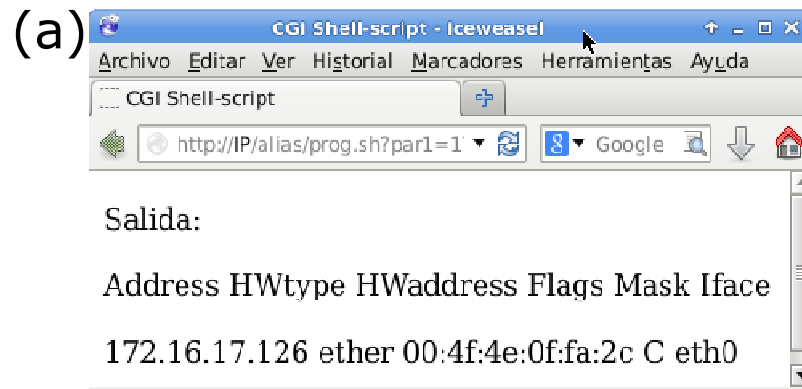 (a)
CGI Shell-script - Iceweasel
Archivo Editar Ver Historial Marcadores Herramientas Ayuda
CGI Shell-script
http://IP/alias/prog.sh?par1=1 Google
Salida:
Address HWtype HWaddress Flags Mask Iface
172.16.17.126 ether 00:4f:4e:0f:fa:2c C eth0